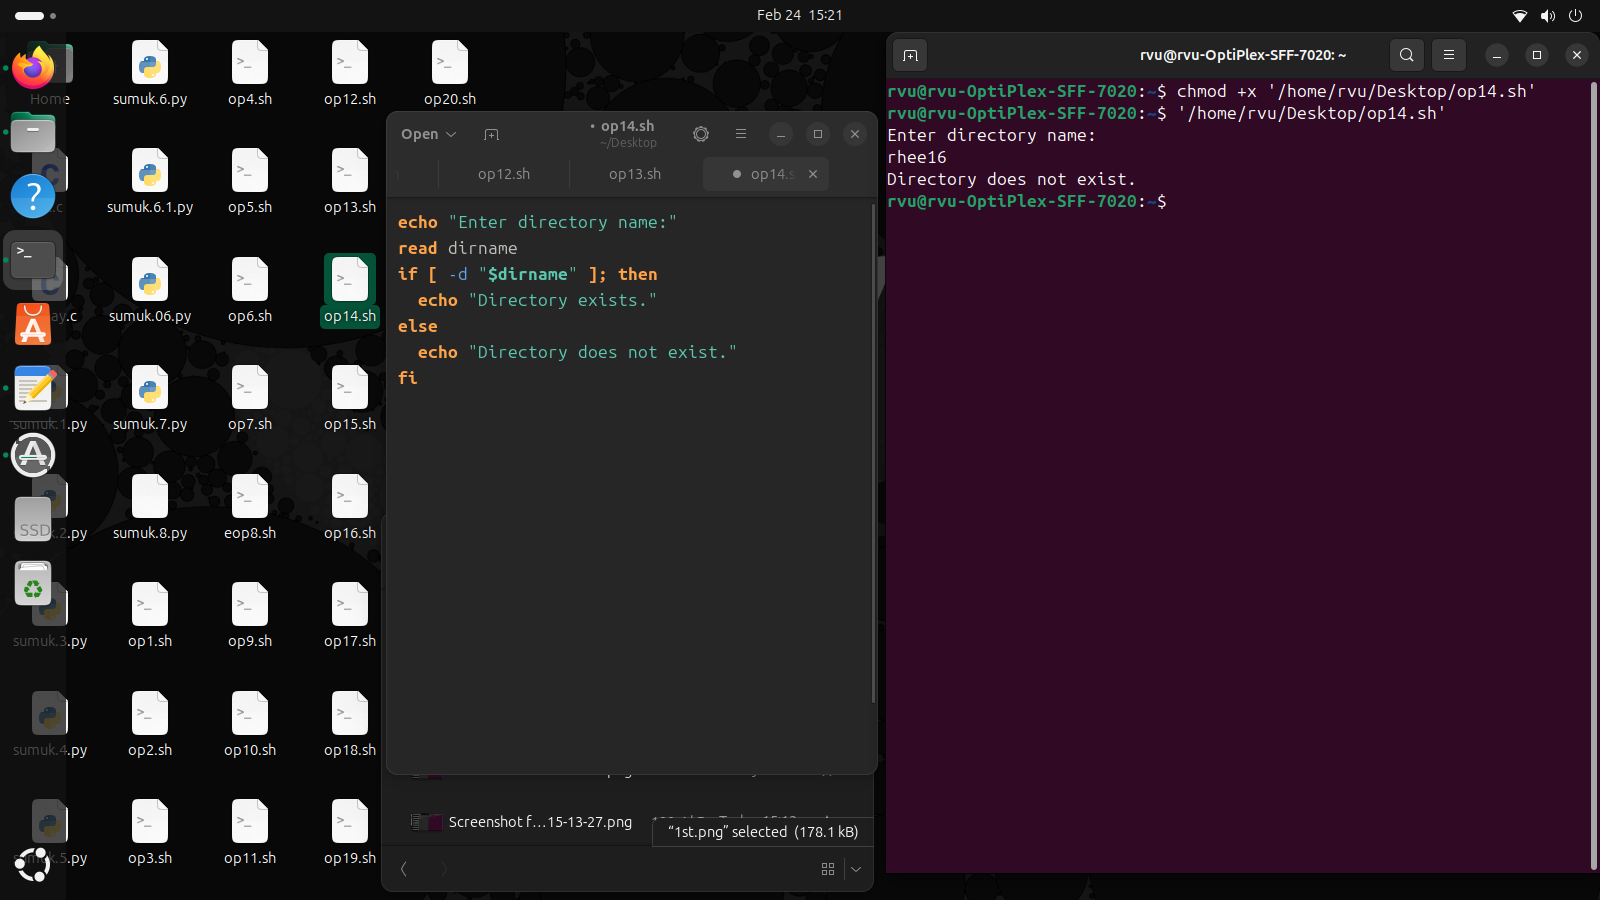 Feb 24 15:21
Home
sumuk.6.py
op4.sh
op12.sh
op20.sh
.c
sumuk.6.1.py
op5.sh
op13.sh
ay.c
sumuk.06.py
op6.sh
op14.sh
sumuk.1.py
sumuk.7.py
op7.sh
op15.sh
SSD
k.2.py
sumuk.8.py
eop8.sh
op16.sh
sumuk.3.py
op1.sh
op9.sh
op17.sh
sumuk.4.py
op2.sh
op10.sh
op18.sh
k.5.py
op3.sh
op11.sh
op19.sh
Open
• op14.sh
~/Desktop
op12.sh
op13.sh
op14.s
echo "Enter directory name:"
read dirname
if [ -d "$dirname" ]; then
echo "Directory exists."
else
echo "Directory does not exist."
fi
Screenshot f…15-13-27.png
“1st.png” selected (178.1 kB)
rvu@rvu-OptiPlex-SFF-7020: ~
rvu@rvu-OptiPlex-SFF-7020:~$ chmod +x '/home/rvu/Desktop/op14.sh'
rvu@rvu-OptiPlex-SFF-7020:~$ '/home/rvu/Desktop/op14.sh'
Enter directory name:
rhee16
Directory does not exist.
rvu@rvu-OptiPlex-SFF-7020:~$